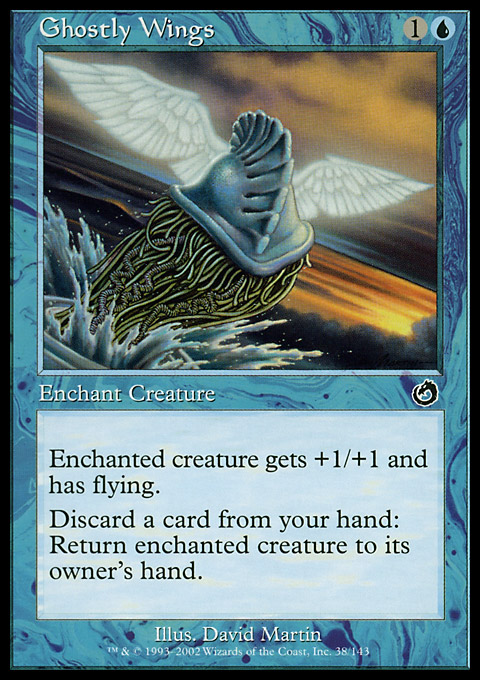 Ghostly Wings 1
Enchant Creature
Enchanted creature gets +1/+1 and
has flying.
Discard a card from your hand:
Return enchanted creature to its
owner's hand.
Illus. David Martin
™ & © 1993-2002 Wizards of the Coast, Inc. 38/143